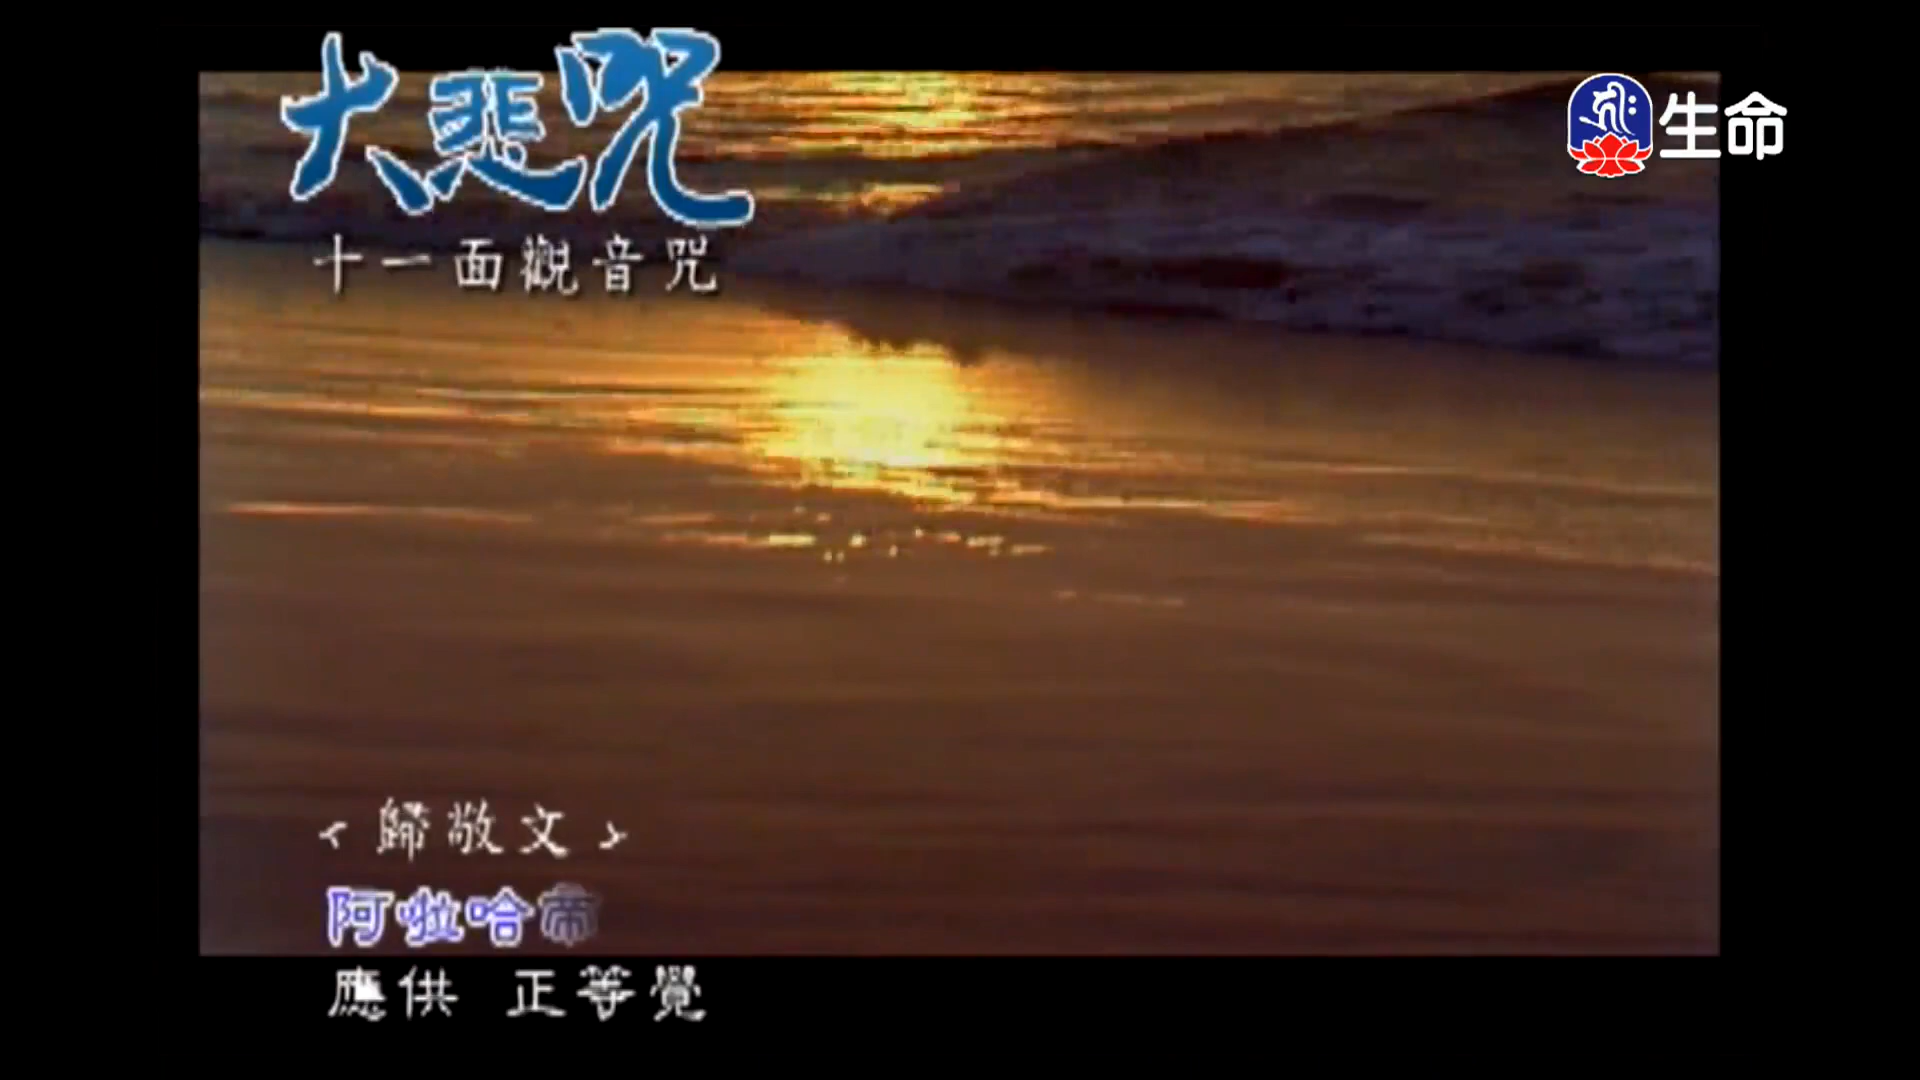 大悲咒
生命
十一面觀音咒
<歸敬文>
阿啦哈帝
應供 正等覺